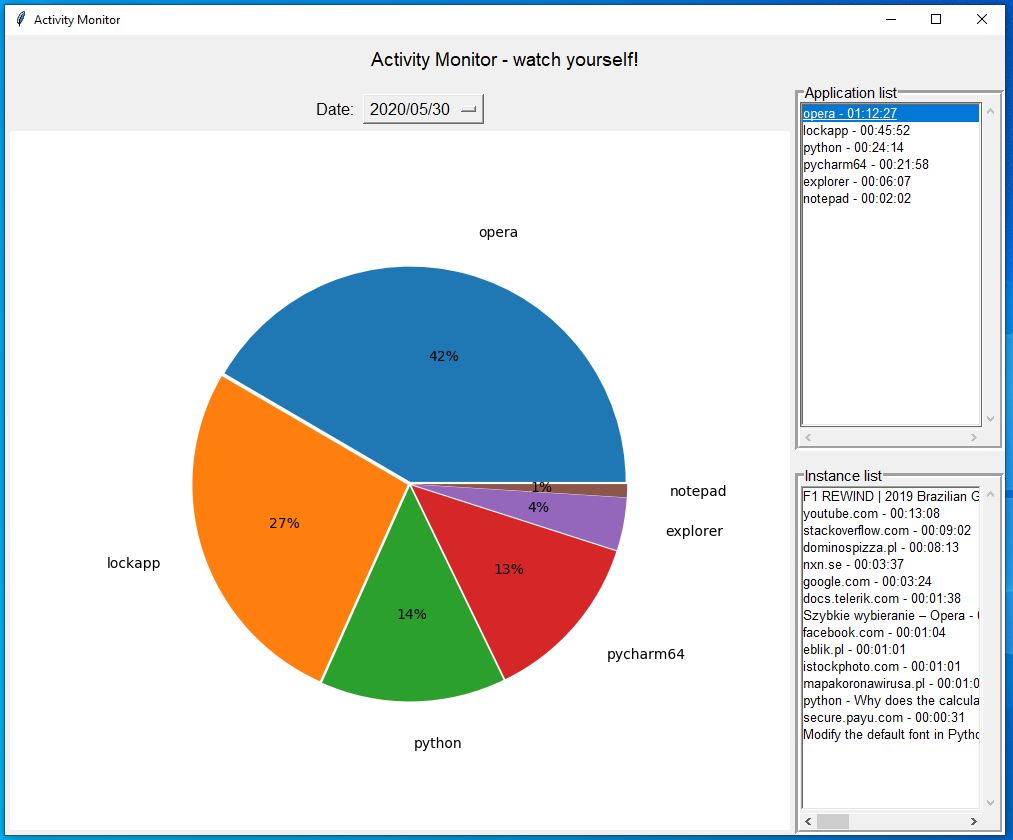 Activity Monitor
Activity Monitor - watch yourself!
Date: 2020/05/30
opera
42%
27%
lockapp
14%
python
13%
pycharm64
4%
explorer
1%
notepad
Application list
opera - 01:12:27
lockapp - 00:45:52
python - 00:24:14
pycharm64 - 00:21:58
explorer - 00:06:07
notepad - 00:02:02
Instance list
F1 REWIND | 2019 Brazilian G
youtube.com - 00:13:08
stackoverflow.com - 00:09:02
dominospizza.pl - 00:08:13
nxn.se - 00:03:37
google.com - 00:03:24
docs.telerik.com - 00:01:38
Szybkie wybieranie – Opera -
facebook.com - 00:01:04
eblik.pl - 00:01:01
istockphoto.com - 00:01:01
mapakoronawirusa.pl - 00:01:0
python - Why does the calcula
secure.payu.com - 00:00:31
Modify the default font in Pytho